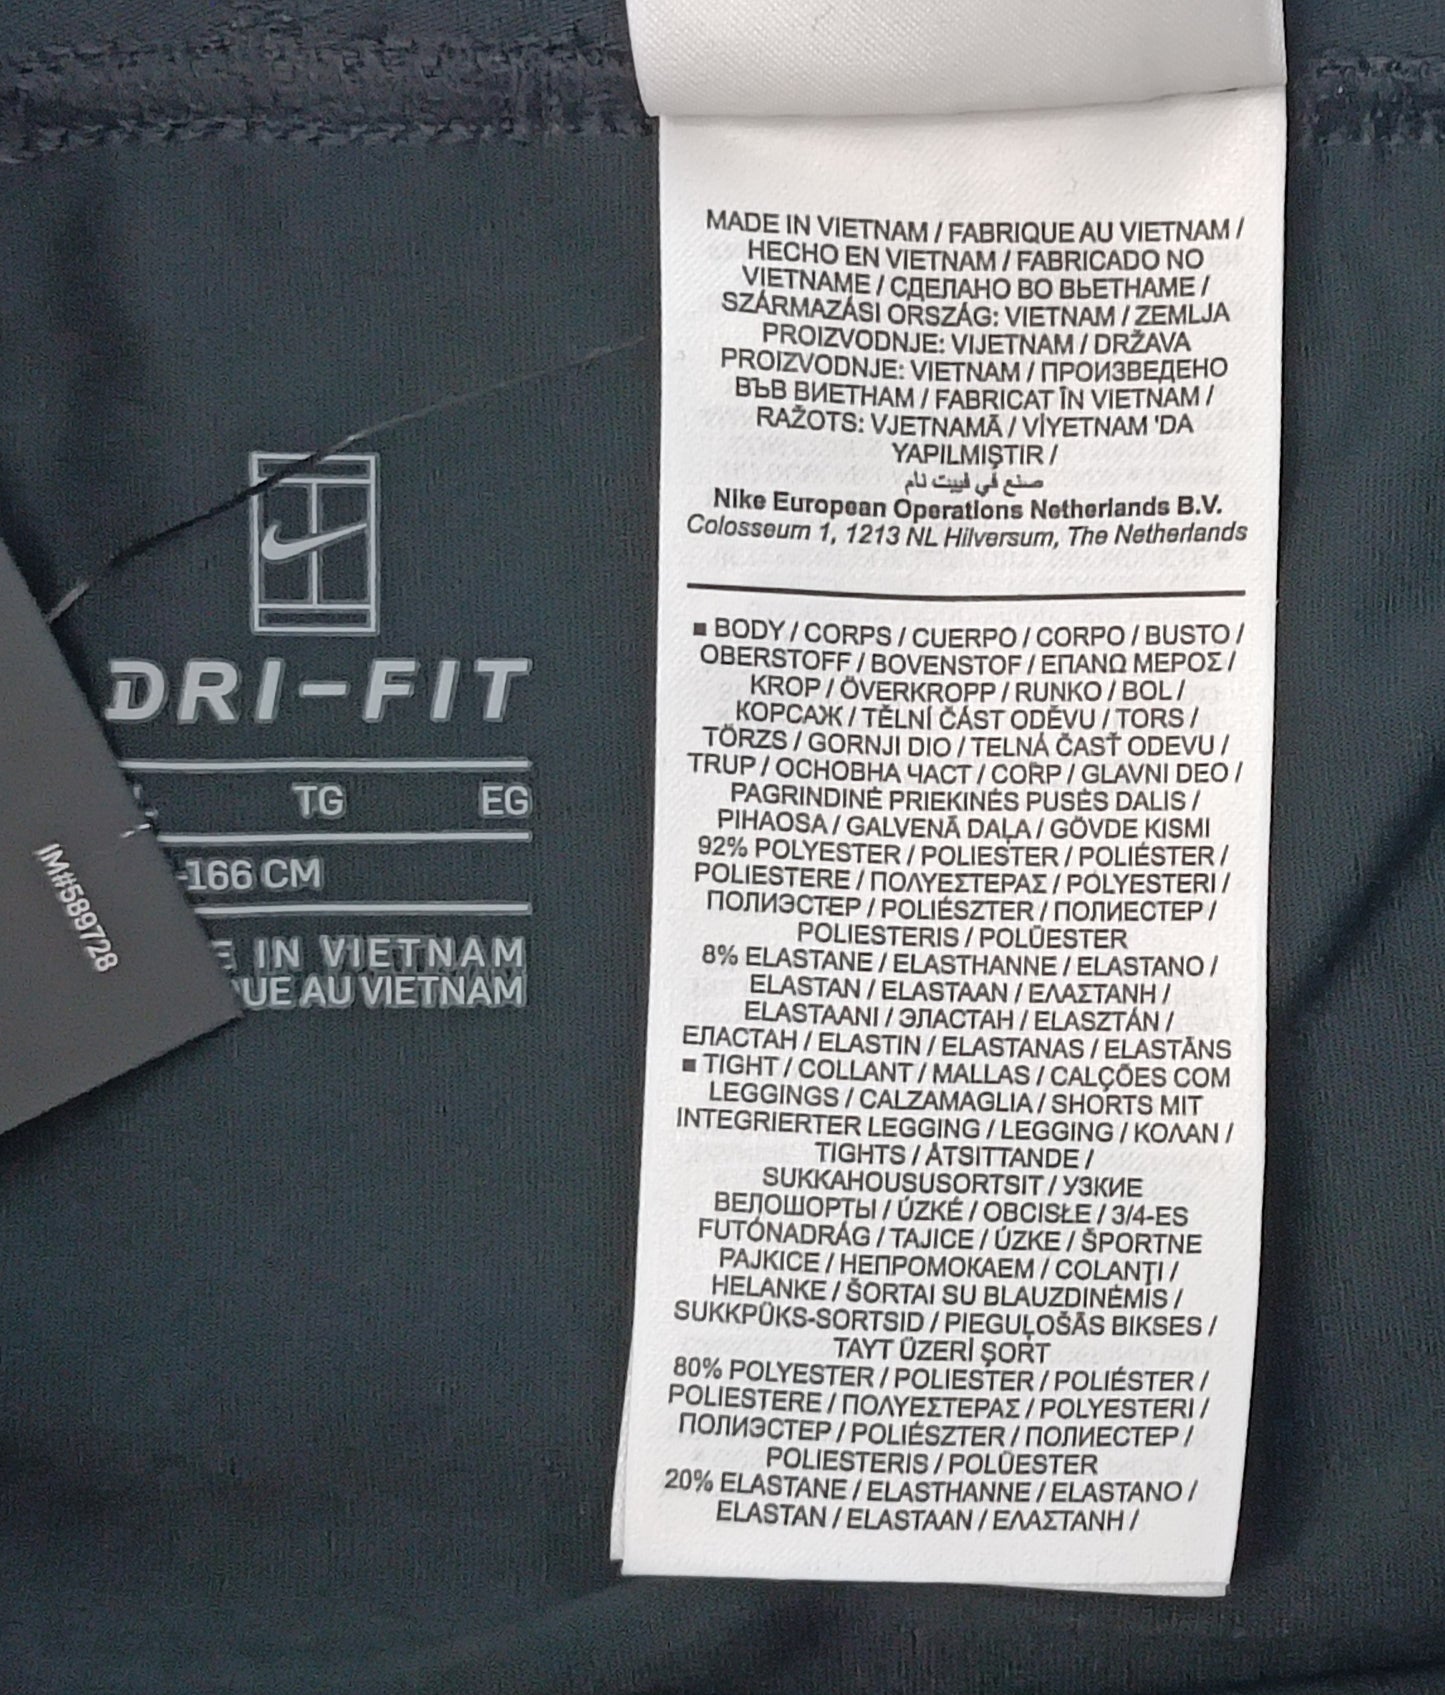 DRI-FIT
TG EG
-166 CM
IN VIETNAM
AU VIETNAM
IM#589728
MADE IN VIETNAM / FABRIQUE AU VIETNAM /
HECHO EN VIETNAM / FABRICADO NO
VIETNAME / СДЕЛАНО ВО ВЬЕТНАМЕ /
SZÁRMAZÁSI ORSZÁG: VIETNAM / ZEMLJA
PROIZVODNJE: VIJETNAM / DRŽAVA
PROIZVODNJE: VIETNAM / ПРОИЗВЕДЕНО
ВЪВ ВИЕТНАМ / FABRICAT ÎN VIETNAM /
RAŽOTS: VJETNAMĀ / VİYETNAM 'DA
YAPILMIŞTIR /
صنع في فييت نام
Nike European Operations Netherlands B.V.
Colosseum 1, 1213 NL Hilversum, The Netherlands
■ BODY / CORPS / CUERPO / CORPO / BUSTO /
OBERSTOFF / BOVENSTOF / ΕΠΑΝΩ ΜΕΡΟΣ /
KROP / ÖVERKROPP / RUNKO / BOL /
КОРСАЖ / TĚLNÍ ČÁST ODĚVU / TORS /
TÖRZS / GORNJI DIO / TELNÁ ČASŤ ODEVU /
TRUP / ОСНОВНА ЧАСТ / CORP / GLAVNI DEO /
PAGRINDINĖ PRIEKINĖS PUSĖS DALIS /
PIHAOSA / GALVENĀ DAĻA / GÖVDE KISMI
92% POLYESTER / POLIESTER / POLIÉSTER /
POLIESTERE / ΠΟΛΥΕΣΤΕΡΑΣ / POLYESTERI /
ПОЛИЭСТЕР / POLIÉSZTER / ПОЛИЕСТЕР /
POLIESTERIS / POLÜESTER
8% ELASTANE / ELASTHANNE / ELASTANO /
ELASTAN / ELASTAAN / ΕΛΑΣΤΑΝΗ /
ELASTAANI / ЭЛАСТАН / ELASZTÁN /
ЕЛАСТАН / ELASTIN / ELASTANAS / ELASTĀNS
■ TIGHT / COLLANT / MALLAS / CALÇÕES COM
LEGGINGS / CALZAMAGLIA / SHORTS MIT
INTEGRIERTER LEGGING / LEGGING / ΚΟΛΑΝ /
TIGHTS / ÅTSITTANDE /
SUKKAHOUSUSORTSIT / УЗКИЕ
ВЕЛОШОРТЫ / ÚZKÉ / OBCISŁE / 3/4-ES
FUTÓNADRÁG / TAJICE / ÚZKE / ŠPORTNE
PAJKICE / НЕПРОМОКАЕМ / COLANŢI /
HELANKE / ŠORTAI SU BLAUZDINĖMIS /
SUKKPÜKS-SORTSID / PIEGUĻOŠĀS BIKSES /
TAYT ÜZERİ ŞORT
80% POLYESTER / POLIESTER / POLIÉSTER /
POLIESTERE / ΠΟΛΥΕΣΤΕΡΑΣ / POLYESTERI /
ПОЛИЭСТЕР / POLIÉSZTER / ПОЛИЕСТЕР /
POLIESTERIS / POLÜESTER
20% ELASTANE / ELASTHANNE / ELASTANO /
ELASTAN / ELASTAAN / ΕΛΑΣΤΑΝΗ /